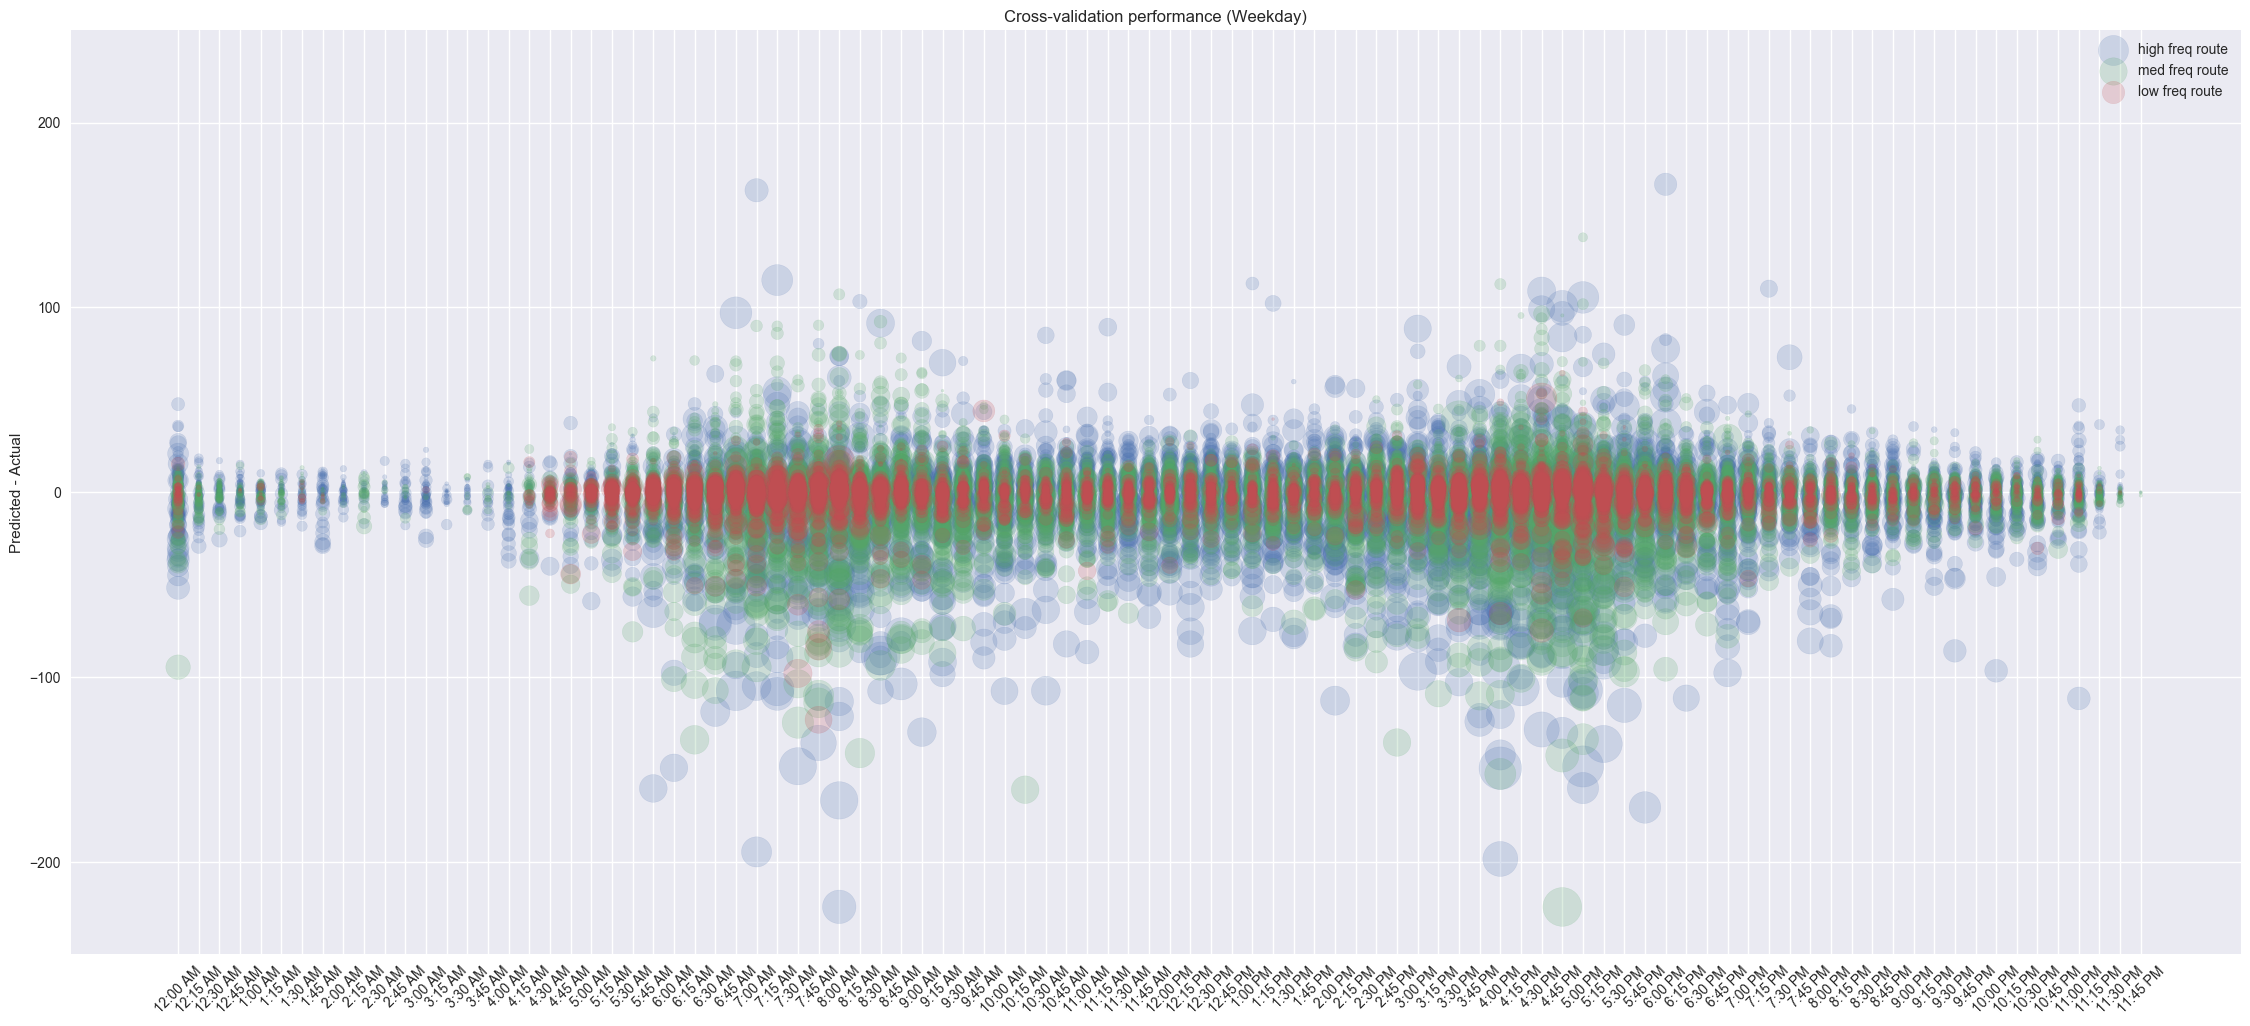 Cross-validation performance (Weekday)
high freq route
med freq route
low freq route
Predicted - Actual
200
100
0
−100
−200
12:00 AM
12:15 AM
12:30 AM
12:45 AM
1:00 AM
1:15 AM
1:30 AM
1:45 AM
2:00 AM
2:15 AM
2:30 AM
2:45 AM
3:00 AM
3:15 AM
3:30 AM
3:45 AM
4:00 AM
4:15 AM
4:30 AM
4:45 AM
5:00 AM
5:15 AM
5:30 AM
5:45 AM
6:00 AM
6:15 AM
6:30 AM
6:45 AM
7:00 AM
7:15 AM
7:30 AM
7:45 AM
8:00 AM
8:15 AM
8:30 AM
8:45 AM
9:00 AM
9:15 AM
9:30 AM
9:45 AM
10:00 AM
10:15 AM
10:30 AM
10:45 AM
11:00 AM
11:15 AM
11:30 AM
11:45 AM
12:00 PM
12:15 PM
12:30 PM
12:45 PM
1:00 PM
1:15 PM
1:30 PM
1:45 PM
2:00 PM
2:15 PM
2:30 PM
2:45 PM
3:00 PM
3:15 PM
3:30 PM
3:45 PM
4:00 PM
4:15 PM
4:30 PM
4:45 PM
5:00 PM
5:15 PM
5:30 PM
5:45 PM
6:00 PM
6:15 PM
6:30 PM
6:45 PM
7:00 PM
7:15 PM
7:30 PM
7:45 PM
8:00 PM
8:15 PM
8:30 PM
8:45 PM
9:00 PM
9:15 PM
9:30 PM
9:45 PM
10:00 PM
10:15 PM
10:30 PM
10:45 PM
11:00 PM
11:15 PM
11:30 PM
11:45 PM